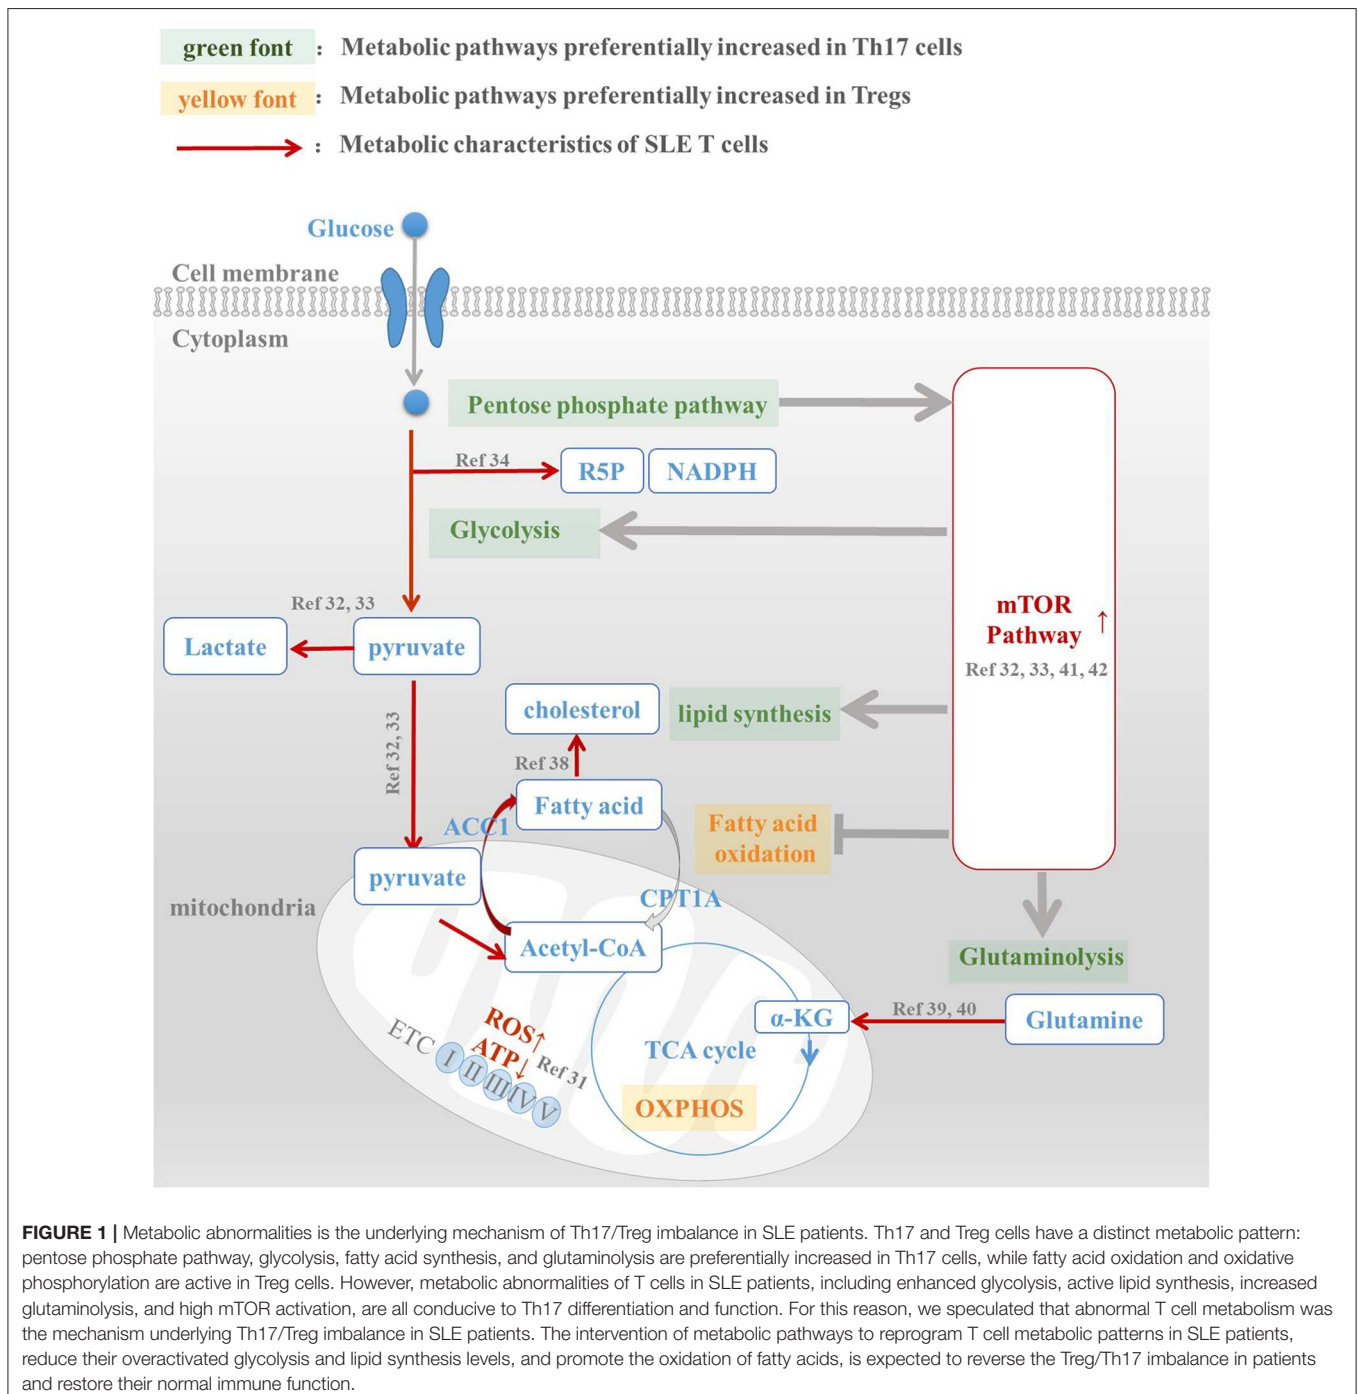 green font : Metabolic pathways preferentially increased in Th17 cells
yellow font : Metabolic pathways preferentially increased in Tregs
: Metabolic characteristics of SLE T cells
Glucose
Cell membrane
Cytoplasm
Pentose phosphate pathway
Ref 34
R5P
NADPH
Glycolysis
mTOR
Pathway ↑
Ref 32, 33, 41, 42
Ref 32, 33
Lactate
pyruvate
Ref 32, 33
cholesterol
lipid synthesis
Ref 38
Fatty acid
ACC1
Fatty acid
oxidation
pyruvate
CPT1A
mitochondria
Acetyl-CoA
Glutaminolysis
ROS↑
ATP↓
Ref 31
ETC I II III IV V
α-KG
Ref 39, 40
Glutamine
TCA cycle
OXPHOS
FIGURE 1 | Metabolic abnormalities is the underlying mechanism of Th17/Treg imbalance in SLE patients. Th17 and Treg cells have a distinct metabolic pattern:
pentose phosphate pathway, glycolysis, fatty acid synthesis, and glutaminolysis are preferentially increased in Th17 cells, while fatty acid oxidation and oxidative
phosphorylation are active in Treg cells. However, metabolic abnormalities of T cells in SLE patients, including enhanced glycolysis, active lipid synthesis, increased
glutaminolysis, and high mTOR activation, are all conducive to Th17 differentiation and function. For this reason, we speculated that abnormal T cell metabolism was
the mechanism underlying Th17/Treg imbalance in SLE patients. The intervention of metabolic pathways to reprogram T cell metabolic patterns in SLE patients,
reduce their overactivated glycolysis and lipid synthesis levels, and promote the oxidation of fatty acids, is expected to reverse the Treg/Th17 imbalance in patients
and restore their normal immune function.